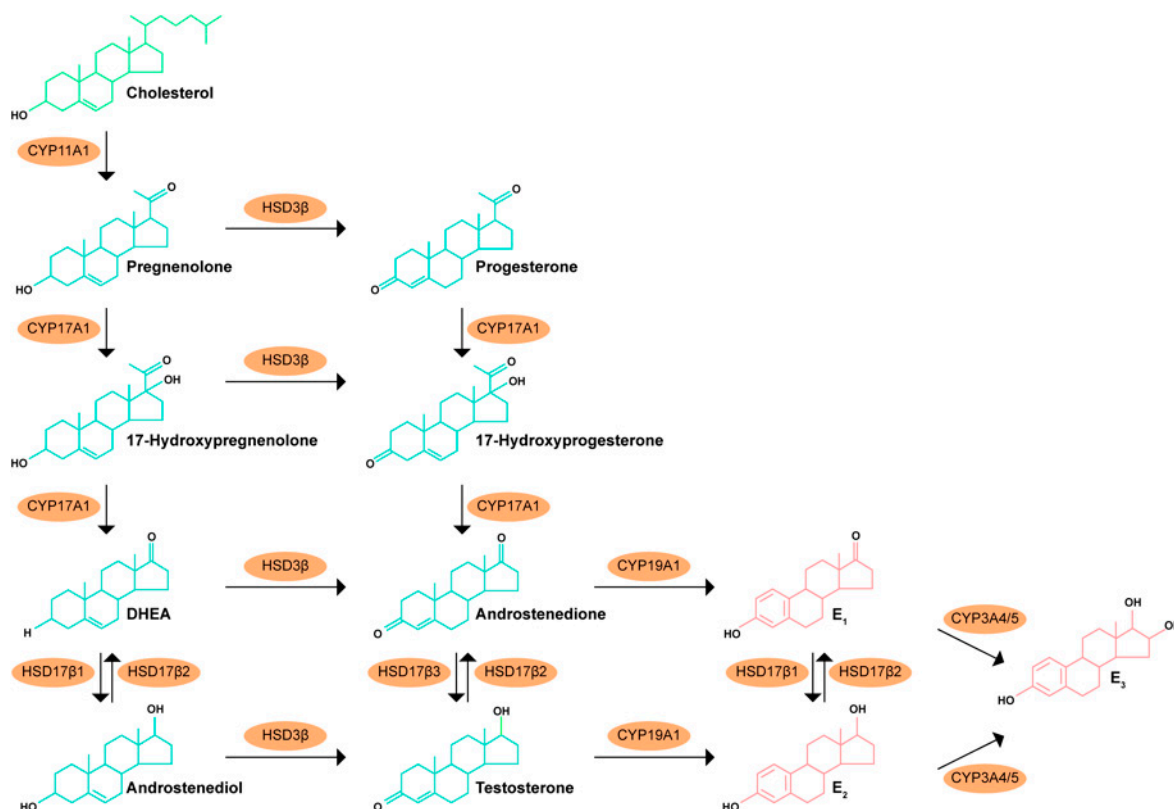 HO
Cholesterol
CYP11A1
O
HSD3β
O
Pregnenolone
Progesterone
HO
O
CYP17A1
CYP17A1
O
OH
HSD3β
O
OH
17-Hydroxypregnenolone
17-Hydroxyprogesterone
HO
O
CYP17A1
CYP17A1
O
HSD3β
O
CYP19A1
O
DHEA
Androstenedione
E1
CYP3A4/5
H
O
HO
OH
HSD17β1
HSD17β2
HSD17β3
HSD17β2
HSD17β1
HSD17β2
E3
HO
OH
HSD3β
OH
CYP19A1
OH
CYP3A4/5
Androstenediol
Testosterone
E2
HO
O
HO